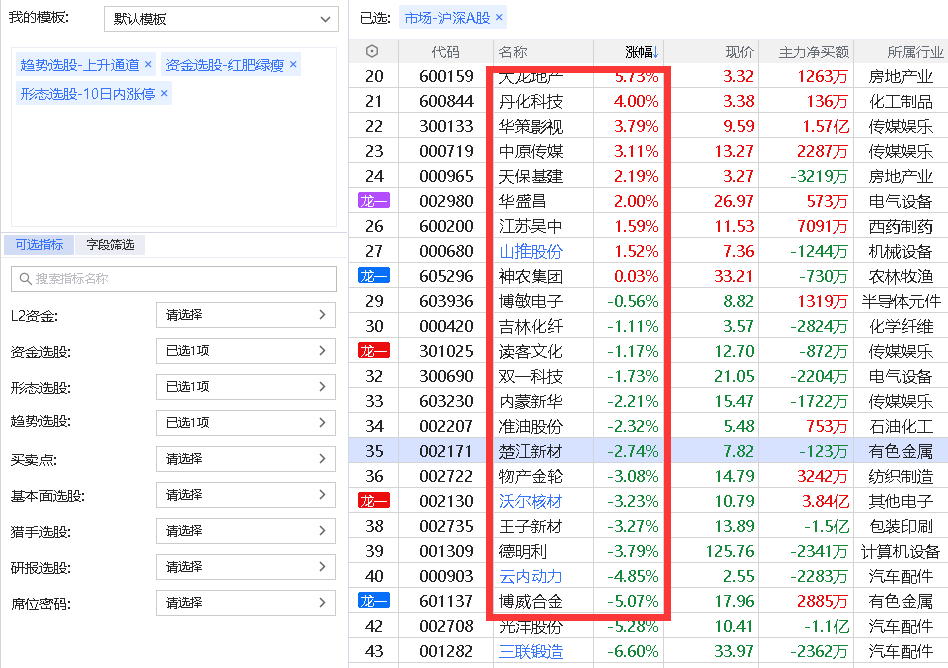 我的模板:
默认模板
趋势选股-上升通道 ×
资金选股-红肥绿瘦 ×
形态选股-10日内涨停 ×
可选指标
字段筛选
搜索指标名称
L2资金:
请选择
资金选股:
已选1项
形态选股:
已选1项
趋势选股:
已选1项
买卖点:
请选择
基本面选股:
请选择
猎手选股:
请选择
研报选股:
请选择
席位密码:
请选择
已选: 市场-沪深A股 ×
代码 名称 涨幅↓ 现价 主力净买额 所属行业
20 600159 大龙地产 5.73% 3.32 1263万 房地产业
21 600844 丹化科技 4.00% 3.38 136万 化工制品
22 300133 华策影视 3.79% 9.59 1.57亿 传媒娱乐
23 000719 中原传媒 3.11% 13.27 2287万 传媒娱乐
24 000965 天保基建 2.19% 3.27 -3219万 房地产业
龙一 002980 华盛昌 2.00% 26.97 573万 电气设备
26 600200 江苏吴中 1.59% 11.53 7091万 西药制药
27 000680 山推股份 1.52% 7.36 -1244万 机械设备
龙一 605296 神农集团 0.03% 33.21 -730万 农林牧渔
29 603936 博敏电子 -0.56% 8.82 1319万 半导体元件
30 000420 吉林化纤 -1.11% 3.57 -2824万 化学纤维
龙一 301025 读客文化 -1.17% 12.70 -872万 传媒娱乐
32 300690 双一科技 -1.73% 21.05 -2204万 电气设备
33 603230 内蒙新华 -2.21% 15.47 -1722万 传媒娱乐
34 002207 准油股份 -2.32% 5.48 753万 石油化工
35 002171 楚江新材 -2.74% 7.82 -123万 有色金属
36 002722 物产金轮 -3.08% 14.79 3242万 纺织制造
龙一 002130 沃尔核材 -3.23% 10.79 3.84亿 其他电子
38 002735 王子新材 -3.27% 13.89 -1.5亿 包装印刷
39 001309 德明利 -3.79% 125.76 -2341万 计算机设备
40 000903 云内动力 -4.85% 2.55 -2283万 汽车配件
龙一 601137 博威合金 -5.07% 17.96 2885万 有色金属
42 002708 光洋股份 -5.28% 10.41 -1.1亿 汽车配件
43 001282 三联锻造 -6.60% 33.97 -2362万 汽车配件